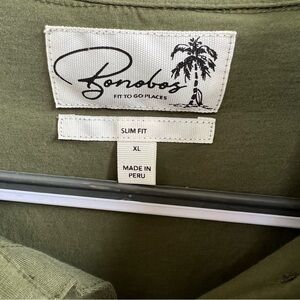 Bonobos
FIT TO GO PLACES
SLIM FIT
XL
MADE IN
PERU